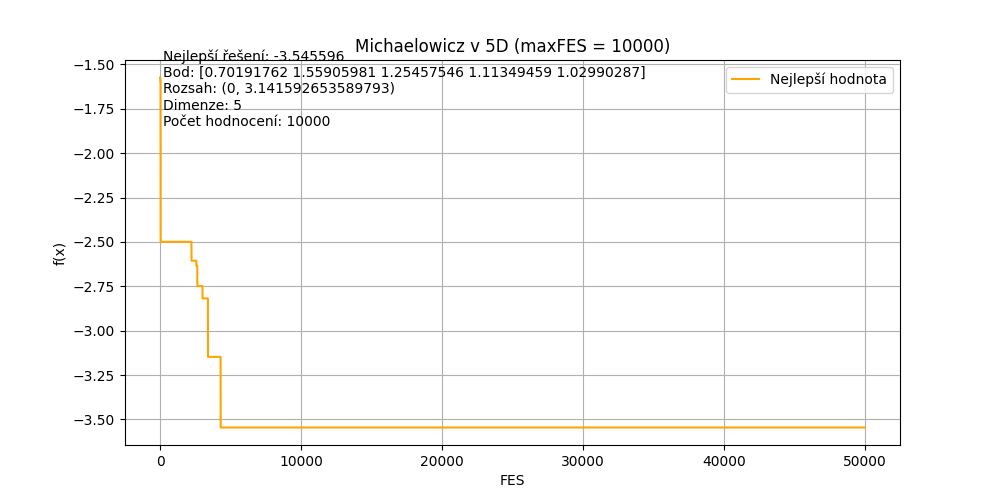 Michaelowicz v 5D (maxFES = 10000)
Nejlepší řešení: -3.545596
Bod: [0.70191762 1.55905981 1.25457546 1.11349459 1.02990287]
Rozsah: (0, 3.141592653589793)
Dimenze: 5
Počet hodnocení: 10000
Nejlepší hodnota
f(x)
−1.50
−1.75
−2.00
−2.25
−2.50
−2.75
−3.00
−3.25
−3.50
0
10000
20000
30000
40000
50000
FES